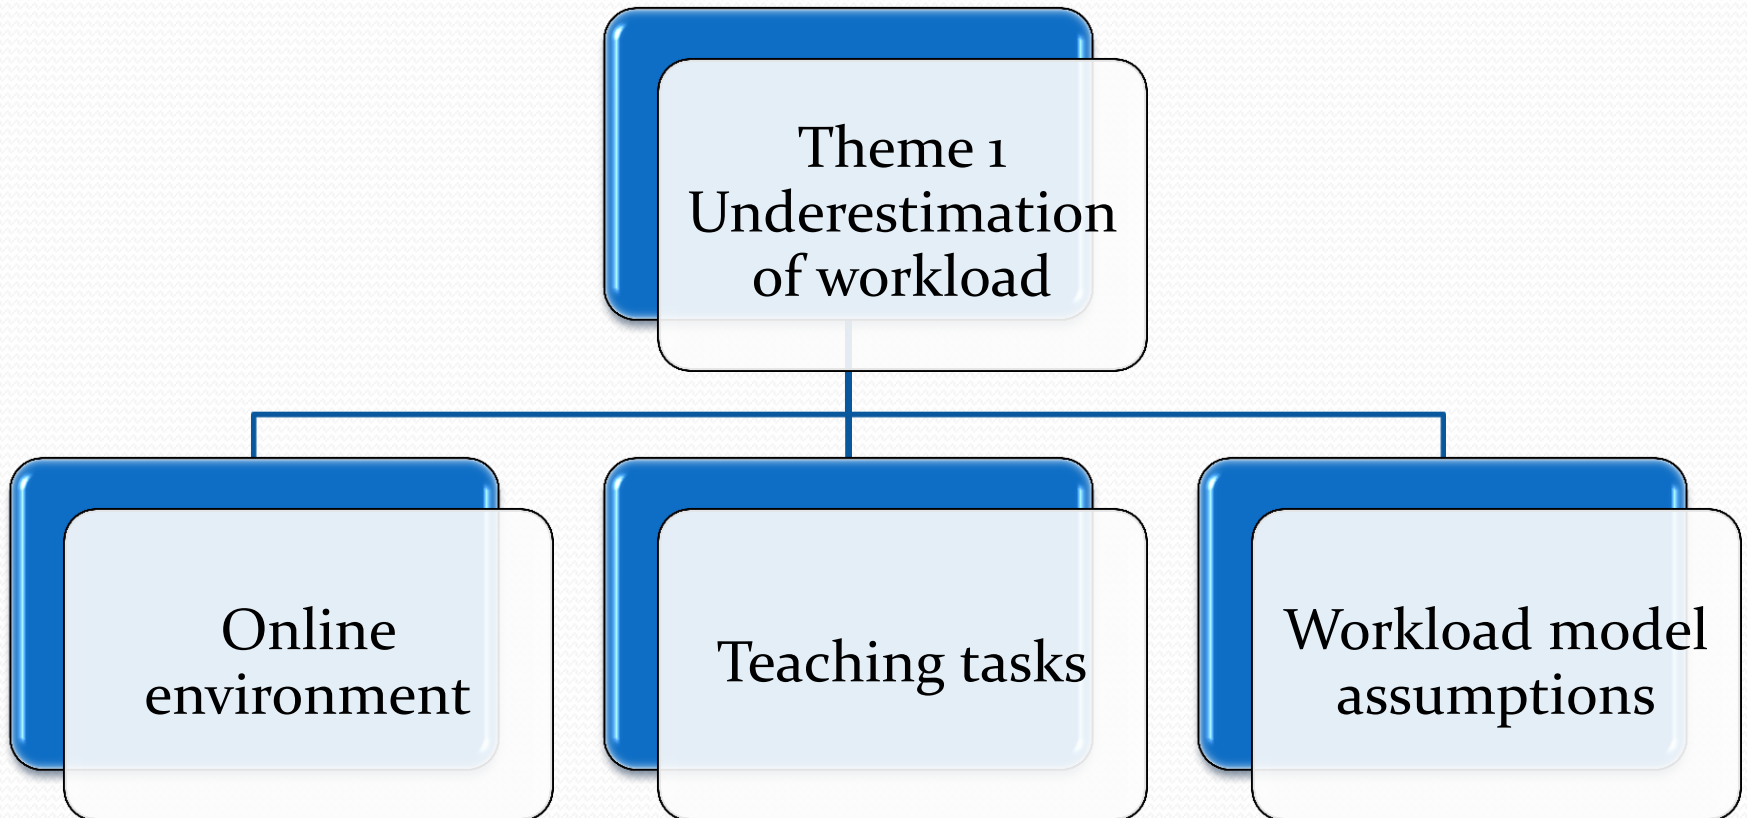 Theme 1
Underestimation
of workload
Online
environment
Teaching tasks
Workload model
assumptions